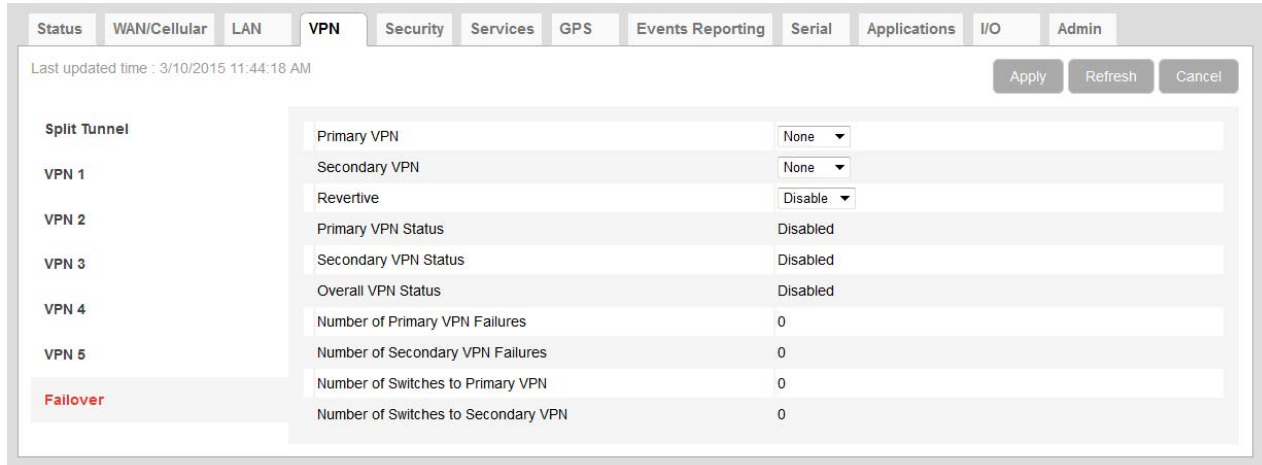 Status WAN/Cellular LAN VPN Security Services GPS Events Reporting Serial Applications I/O Admin
Last updated time : 3/10/2015 11:44:18 AM
Apply Refresh Cancel
Split Tunnel
VPN 1
VPN 2
VPN 3
VPN 4
VPN 5
Failover
Primary VPN None
Secondary VPN None
Revertive Disable
Primary VPN Status Disabled
Secondary VPN Status Disabled
Overall VPN Status Disabled
Number of Primary VPN Failures 0
Number of Secondary VPN Failures 0
Number of Switches to Primary VPN 0
Number of Switches to Secondary VPN 0